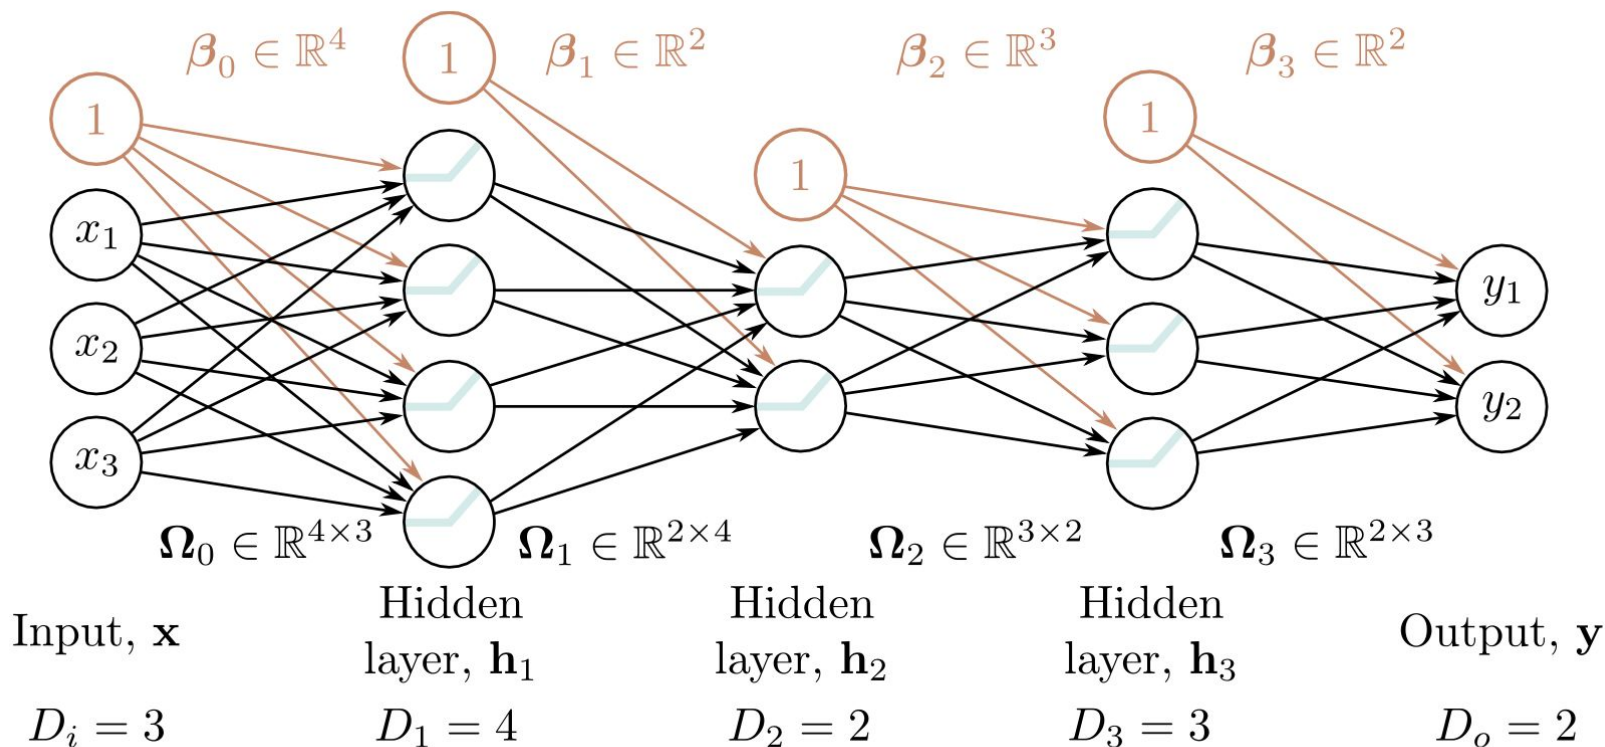 β₀ ∈ ℝ⁴
1
β₁ ∈ ℝ²
β₂ ∈ ℝ³
β₃ ∈ ℝ²
1
1
1
x₁
x₂
x₃
y₁
y₂
Ω₀ ∈ ℝ⁴ˣ³
Ω₁ ∈ ℝ²ˣ⁴
Ω₂ ∈ ℝ³ˣ²
Ω₃ ∈ ℝ²ˣ³
Input, x
Hidden
layer, h₁
Hidden
layer, h₂
Hidden
layer, h₃
Output, y
Dᵢ = 3
D₁ = 4
D₂ = 2
D₃ = 3
Dₒ = 2